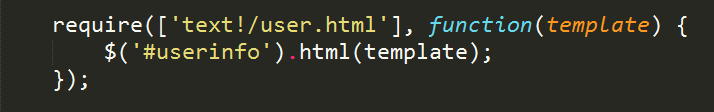 require(['text!/user.html'], function(template) {
    $('#userinfo').html(template);
});